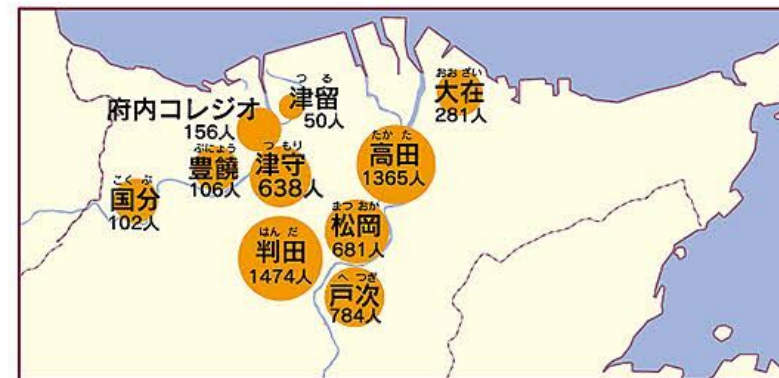 おおざい
大在
281人
つる
津留
50人
府内コレジオ
156人
たかた
高田
1365人
ぶにょう
豊饒
106人
つもり
津守
638人
こくぶ
国分
102人
まつおか
松岡
681人
はんだ
判田
1474人
へつぎ
戸次
784人